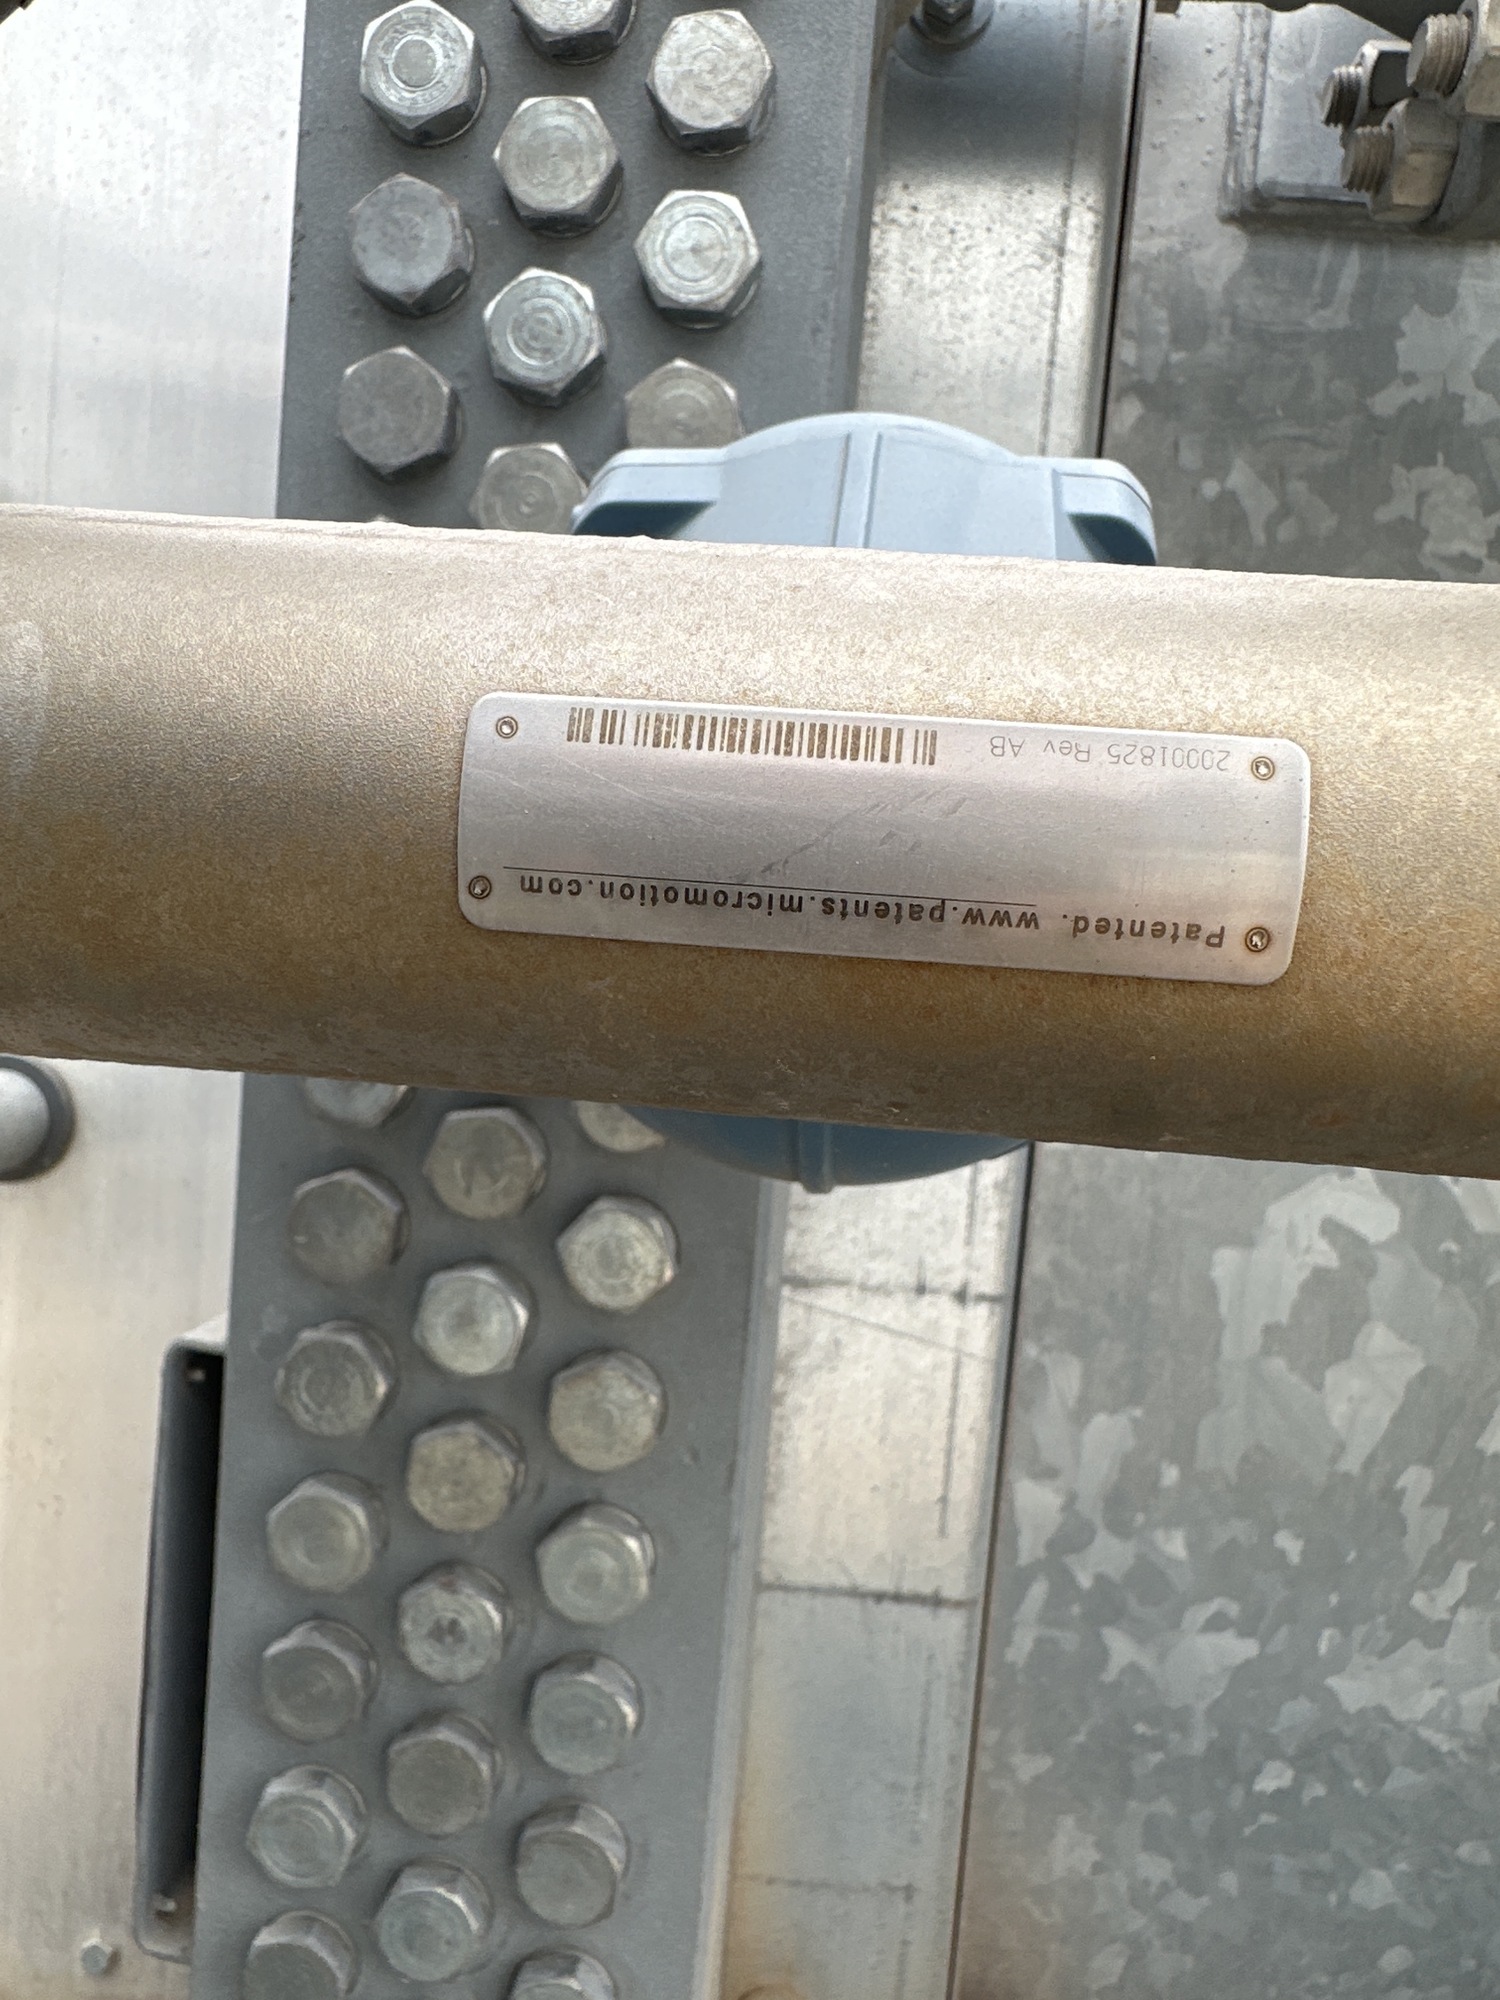 Patented. www.patents.micromotion.com
20001825 Rev AB